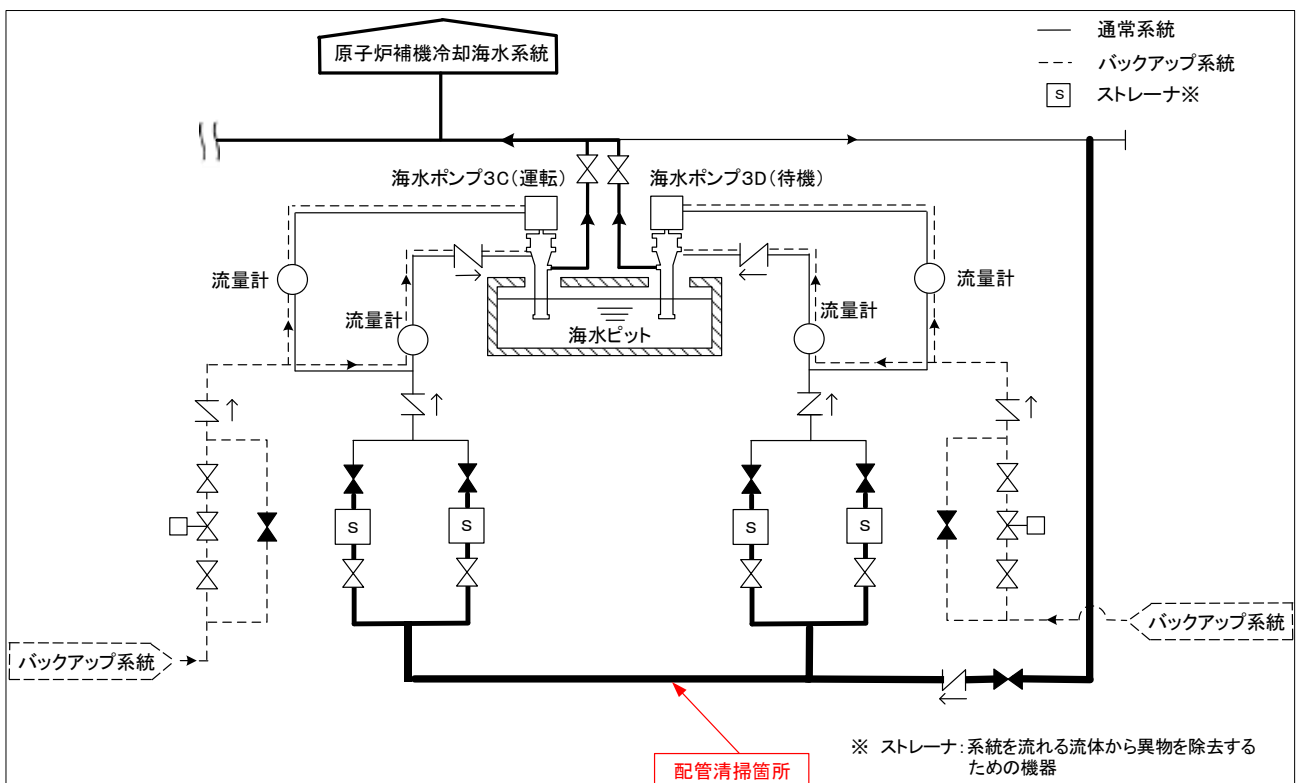 原子炉補機冷却海水系統
通常系統
バックアップ系統
S ストレーナ※
海水ポンプ3C(運転)
海水ポンプ3D(待機)
流量計
流量計
流量計
流量計
海水ピット
S
S
S
S
バックアップ系統
バックアップ系統
配管清掃箇所
※ ストレーナ:系統を流れる流体から異物を除去する
ための機器